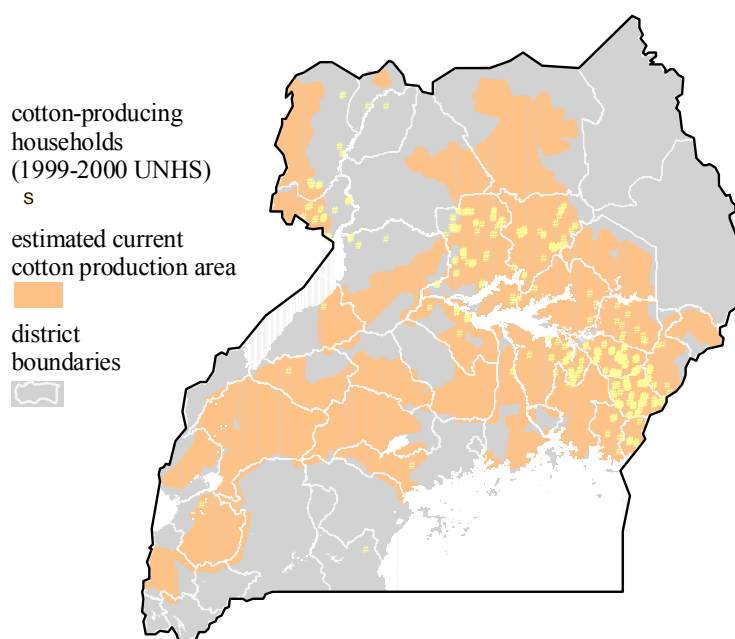 cotton-producing
households
(1999-2000 UNHS)
s
estimated current
cotton production area
district
boundaries